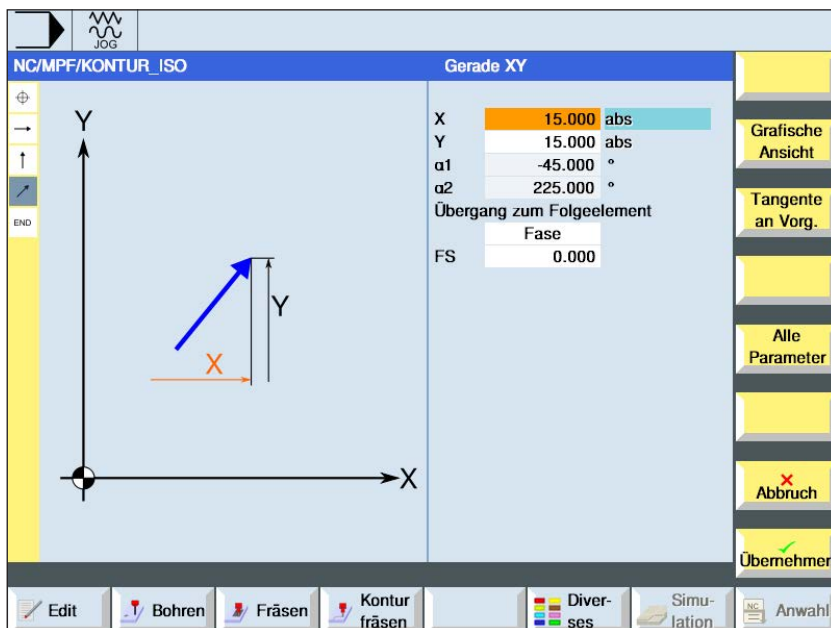 JOG
NC/MPF/KONTUR_ISO
Gerade XY
END
Y
Y
X
X
X 15.000 abs
Y 15.000 abs
α1 -45.000 °
α2 225.000 °
Übergang zum Folgeelement
Fase
FS 0.000
Grafische
Ansicht
Tangente
an Vorg.
Alle
Parameter
Abbruch
Übernehmen
Edit
Bohren
Fräsen
Kontur
fräsen
Diver-
ses
Simu-
lation
NC
Anwahl